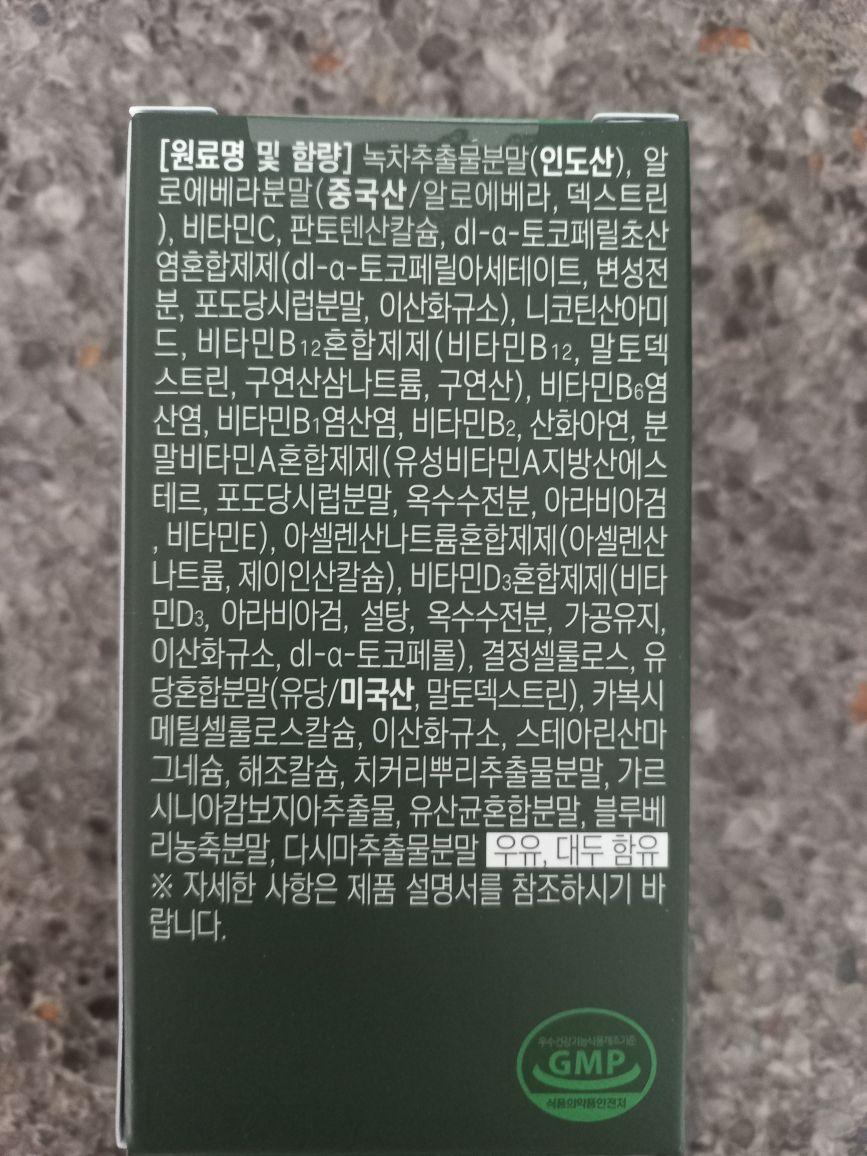 [원료명 및 함량] 녹차추출물분말(인도산), 알
로에베라분말(중국산/알로에베라, 덱스트린
), 비타민C, 판토텐산칼슘, dl-α-토코페릴초산
염혼합제제(dl-α-토코페릴아세테이트, 변성전
분, 포도당시럽분말, 이산화규소), 니코틴산아미
드, 비타민B12혼합제제(비타민B12, 말토덱
스트린, 구연산삼나트륨, 구연산), 비타민B6염
산염, 비타민B1염산염, 비타민B2, 산화아연, 분
말비타민A혼합제제(유성비타민A지방산에스
테르, 포도당시럽분말, 옥수수전분, 아라비아검
, 비타민E), 아셀렌산나트륨혼합제제(아셀렌산
나트륨, 제이인산칼슘), 비타민D3혼합제제(비타
민D3, 아라비아검, 설탕, 옥수수전분, 가공유지,
이산화규소, dl-α-토코페롤), 결정셀룰로스, 유
당혼합분말(유당/미국산, 말토덱스트린), 카복시
메틸셀룰로스칼슘, 이산화규소, 스테아린산마
그네슘, 해조칼슘, 치커리뿌리추출물분말, 가르
시니아캄보지아추출물, 유산균혼합분말, 블루베
리농축분말, 다시마추출물분말 우유, 대두 함유
※ 자세한 사항은 제품 설명서를 참조하시기 바
랍니다.
우수건강기능식품제조기준
GMP
식품의약품안전처